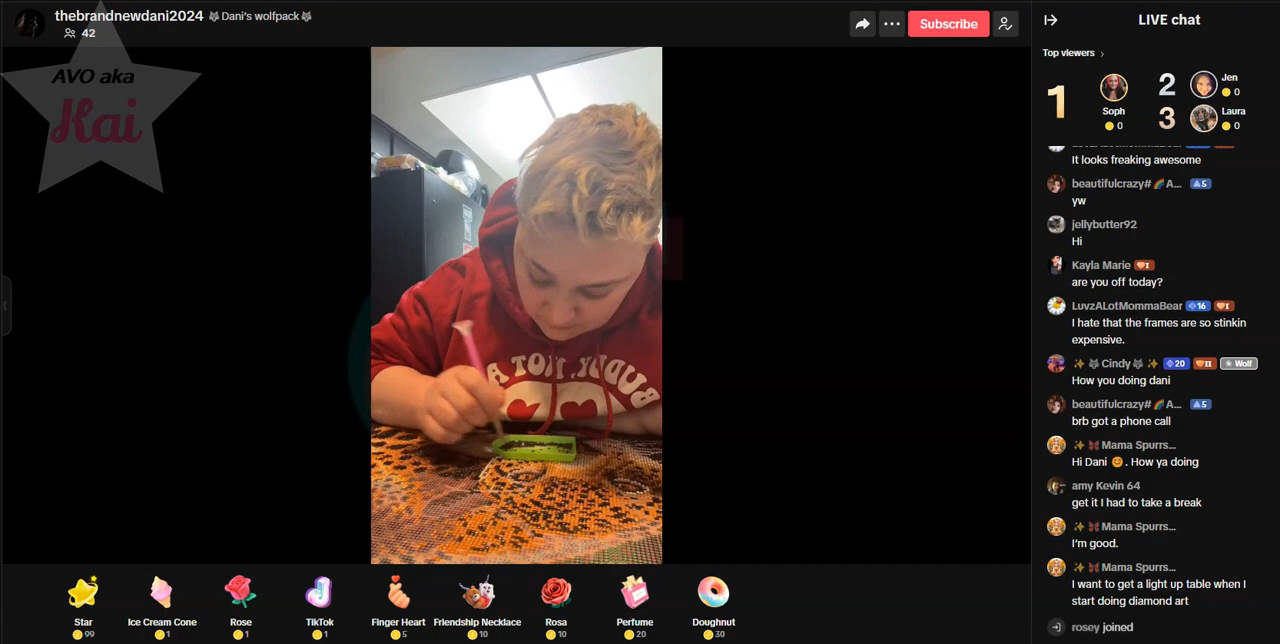 thebrandnewdani2024 🐺Dani's wolfpack🐺
42
Subscribe
LIVE chat
AVO aka
Kai
Top viewers
1
Soph
0
2
Jen
0
3
Laura
0
It looks freaking awesome
beautifulcrazy#🌈A... 5
yw
jellybutter92
Hi
Kayla Marie I
are you off today?
LuvzALotMommaBear 16 I
I hate that the frames are so stinkin
expensive.
✨🐺Cindy🐺✨ 20 II Wolf
How you doing dani
beautifulcrazy#🌈A... 5
brb got a phone call
✨🦋Mama Spurrs...
Hi Dani 😊. How ya doing
amy Kevin 64
get it I had to take a break
✨🦋Mama Spurrs...
I'm good.
✨🦋Mama Spurrs...
I want to get a light up table when I
start doing diamond art
rosey joined
BUDDY, NOT A
Star
99
Ice Cream Cone
1
Rose
1
TikTok
1
Finger Heart
5
Friendship Necklace
10
Rosa
10
Perfume
20
Doughnut
30